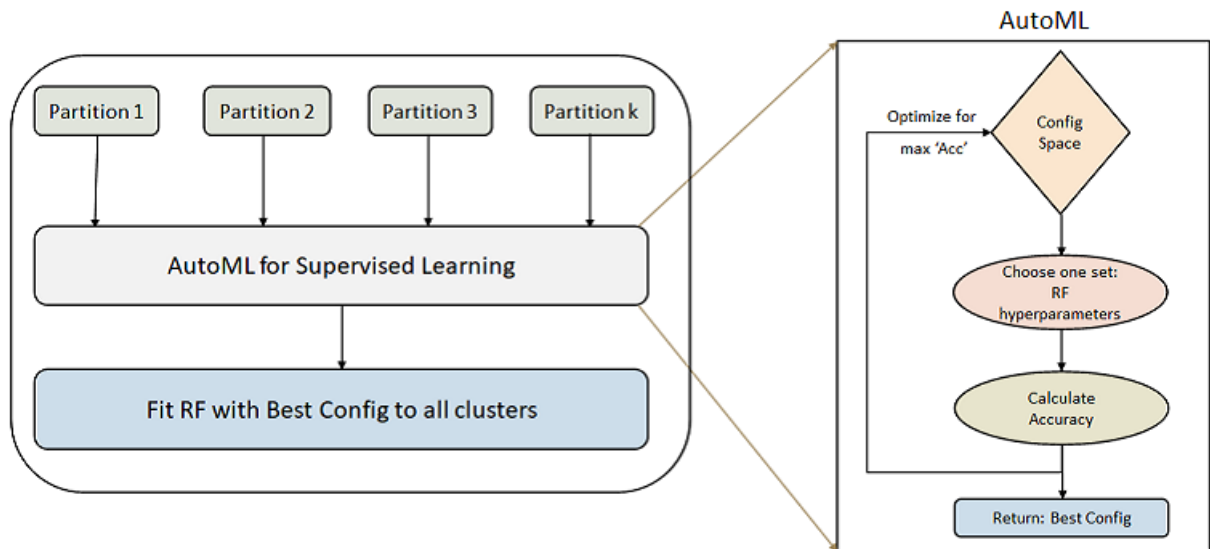 AutoML
Partition 1
Partition 2
Partition 3
Partition k
AutoML for Supervised Learning
Fit RF with Best Config to all clusters
Optimize for
max ‘Acc’
Config
Space
Choose one set:
RF
hyperparameters
Calculate
Accuracy
Return: Best Config